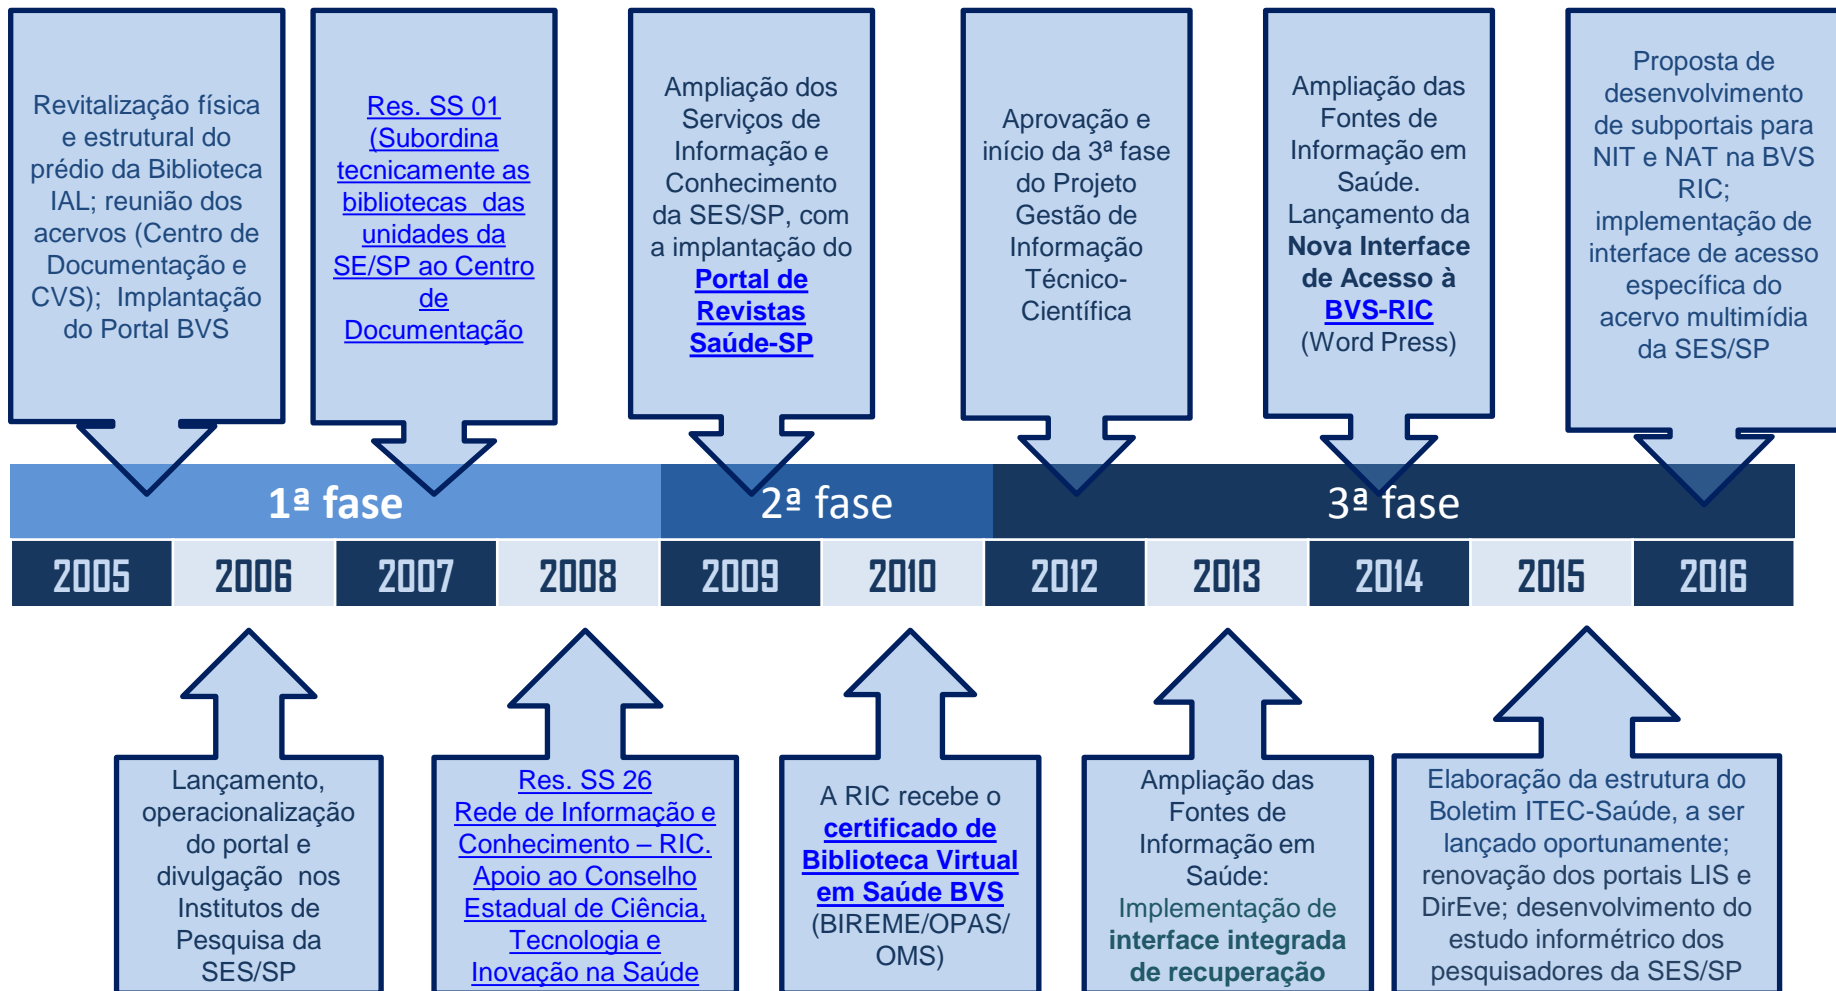 Revitalização física
e estrutural do
prédio da Biblioteca
IAL; reunião dos
acervos (Centro de
Documentação e
CVS);  Implantação
do Portal BVS
Res. SS 01
(Subordina
tecnicamente as
bibliotecas  das
unidades da
SE/SP ao Centro
de
Documentação
Ampliação dos
Serviços de
Informação e
Conhecimento
da SES/SP, com
a implantação do
Portal de
Revistas
Saúde-SP
Aprovação e
início da 3ª fase
do Projeto
Gestão de
Informação
Técnico-
Científica
Ampliação das
Fontes de
Informação em
Saúde.
Lançamento da
Nova Interface
de Acesso à
BVS-RIC
(Word Press)
Proposta de
desenvolvimento
de subportais para
NIT e NAT na BVS
RIC;
implementação de
interface de acesso
específica do
acervo multimídia
da SES/SP
1ª fase
2ª fase
3ª fase
2005
2006
2007
2008
2009
2010
2012
2013
2014
2015
2016
Lançamento,
operacionalização
do portal e
divulgação  nos
Institutos de
Pesquisa da
SES/SP
Res. SS 26
Rede de Informação e
Conhecimento – RIC.
Apoio ao Conselho
Estadual de Ciência,
Tecnologia e
Inovação na Saúde
A RIC recebe o
certificado de
Biblioteca Virtual
em Saúde BVS
(BIREME/OPAS/
OMS)
Ampliação das
Fontes de
Informação em
Saúde:
Implementação de
interface integrada
de recuperação
Elaboração da estrutura do
Boletim ITEC-Saúde, a ser
lançado oportunamente;
renovação dos portais LIS e
DirEve; desenvolvimento do
estudo informétrico dos
pesquisadores da SES/SP